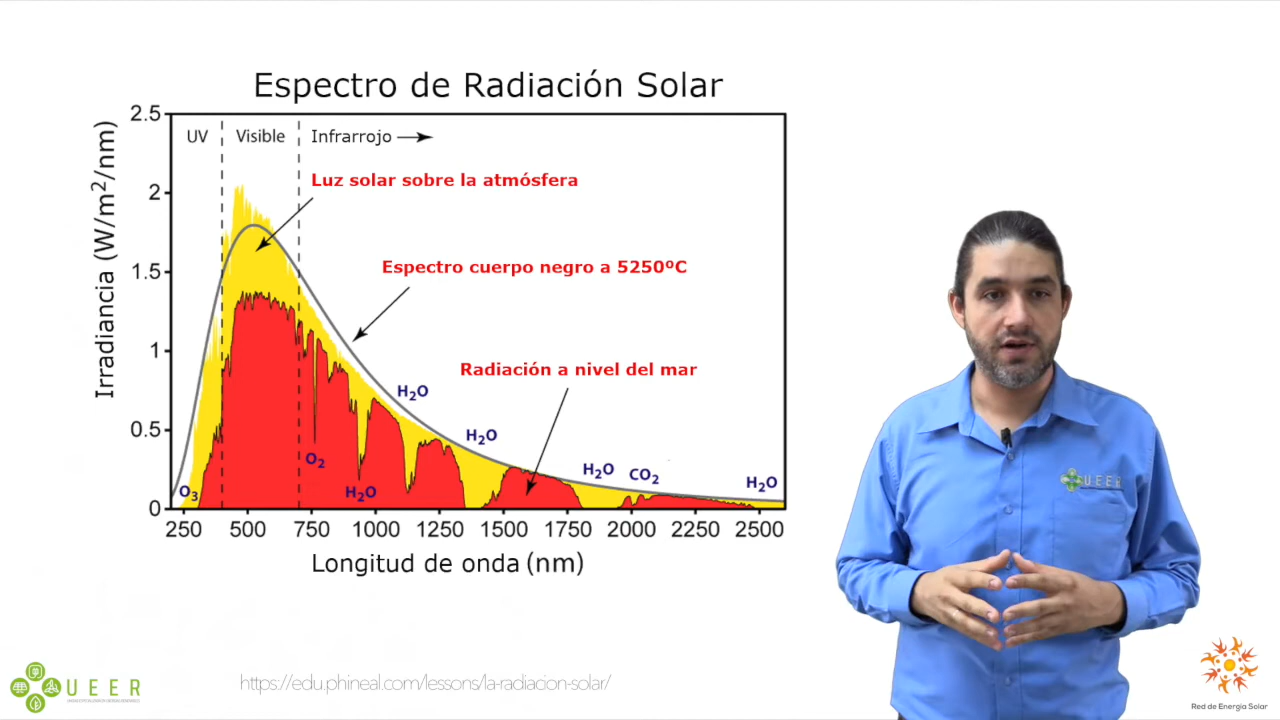 Espectro de Radiación Solar
Irradiancia (W/m²/nm)
2.5
2
1.5
1
0.5
0
UV Visible Infrarrojo
Luz solar sobre la atmósfera
Espectro cuerpo negro a 5250ºC
Radiación a nivel del mar
H₂O
H₂O
O₂
H₂O CO₂
O₃
H₂O
H₂O
250 500 750 1000 1250 1500 1750 2000 2250 2500
Longitud de onda (nm)
UEER
UEER
https://edu.phineal.com/lessons/la-radiacion-solar/
Red de Energía Solar